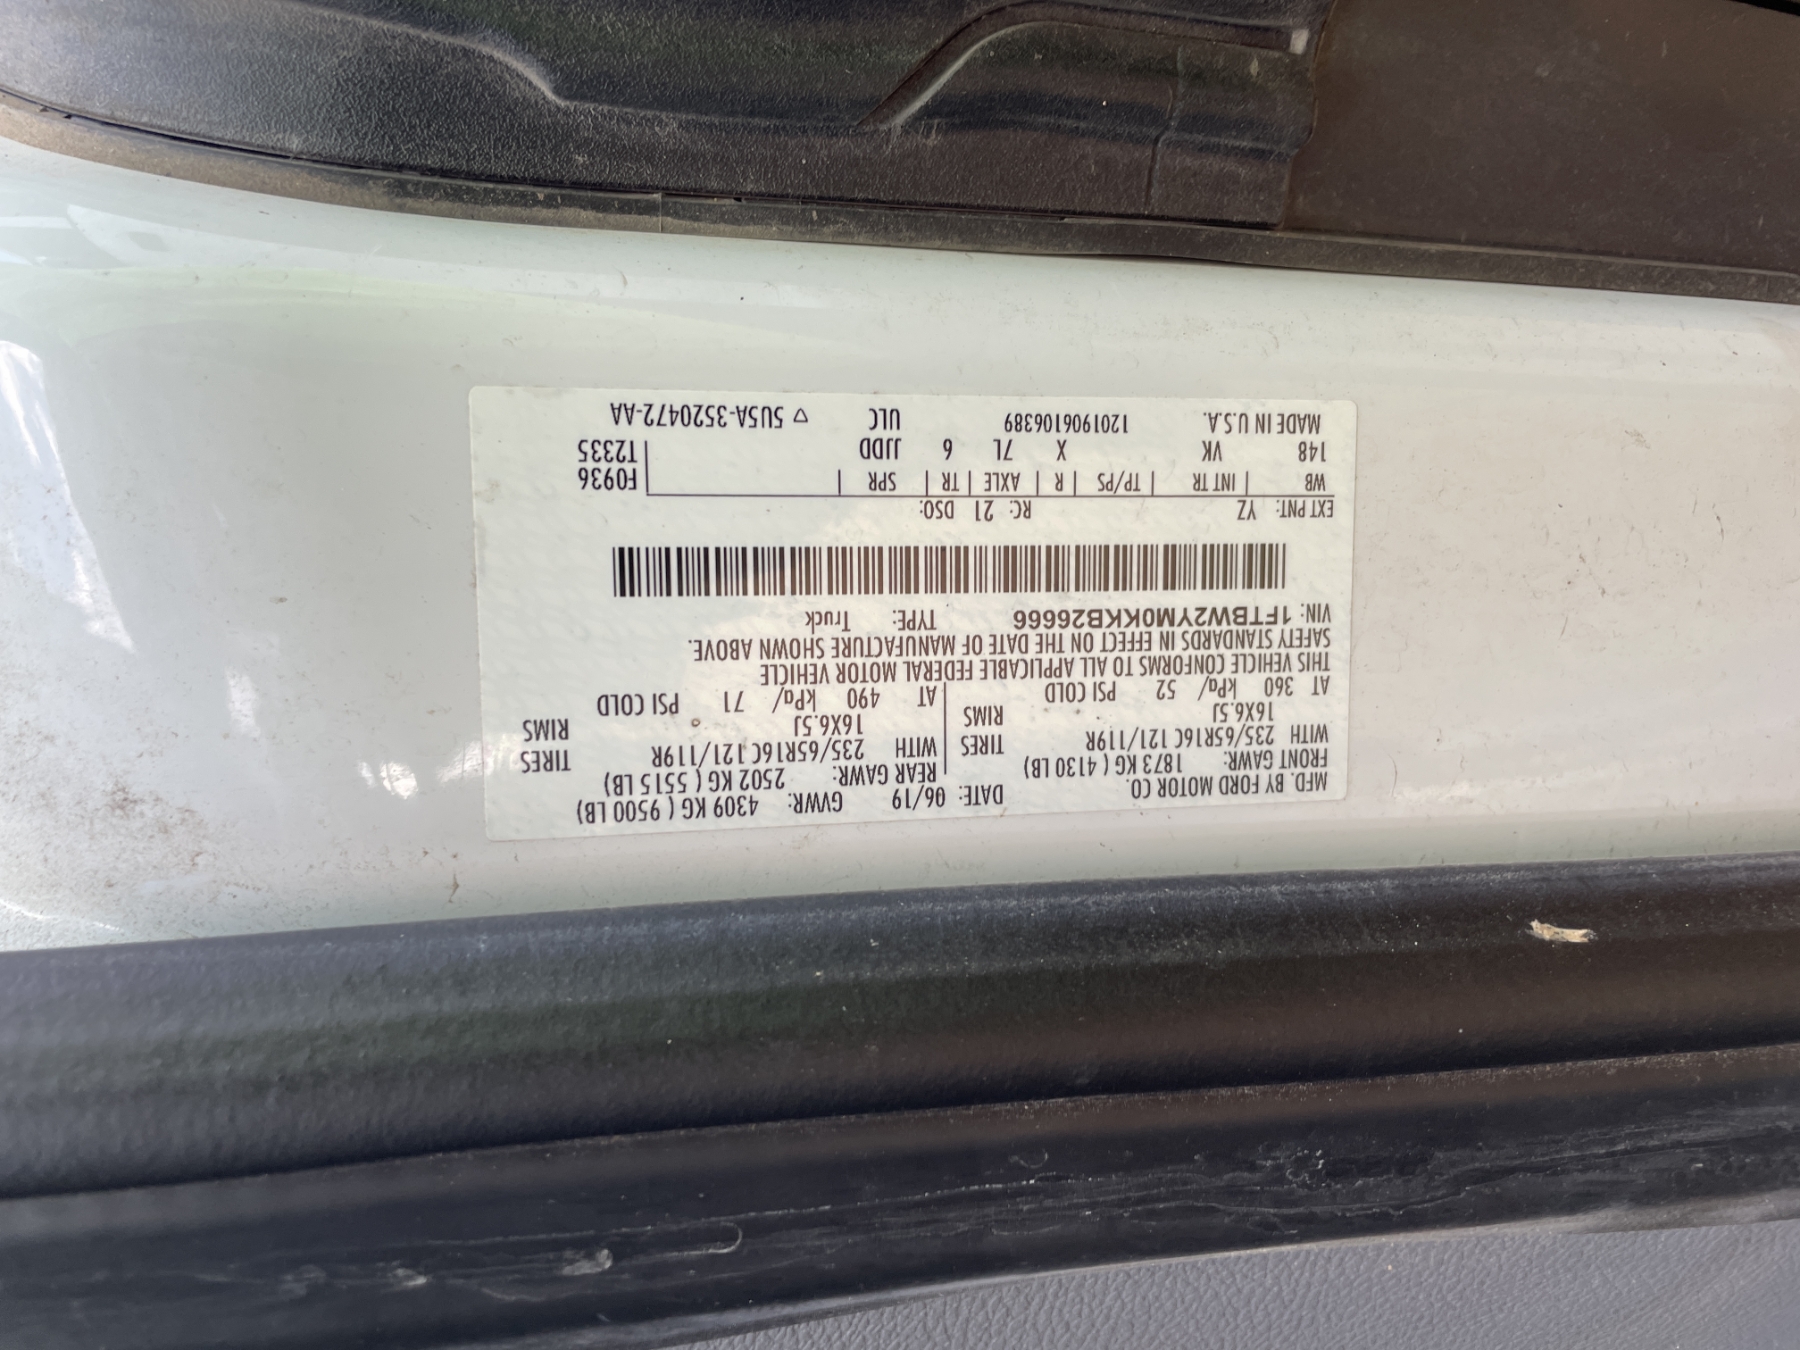 MFD. BY FORD MOTOR CO. DATE: 06/19 GVWR: 4309 KG ( 9500 LB)
FRONT GAWR: 1873 KG ( 4130 LB) REAR GAWR: 2502 KG ( 5515 LB)
WITH 235/65R16C 121/119R TIRES WITH 235/65R16C 121/119R TIRES
16X6.5J RIMS 16X6.5J RIMS
AT 360 kPa/ 52 PSI COLD AT 490 kPa/ 71 PSI COLD
THIS VEHICLE CONFORMS TO ALL APPLICABLE FEDERAL MOTOR VEHICLE
SAFETY STANDARDS IN EFFECT ON THE DATE OF MANUFACTURE SHOWN ABOVE.
VIN: 1FTBW2YM0KKB26666 TYPE: Truck
EXT PNT: YZ RC: 21 DSO:
WB | INT TR | TP/PS | R | AXLE | TR | SPR | F0936
148 VK X 7L 6 JJDD T2335
MADE IN U.S.A. 1201906106389 ULC ▽ 5U5A-3520472-AA